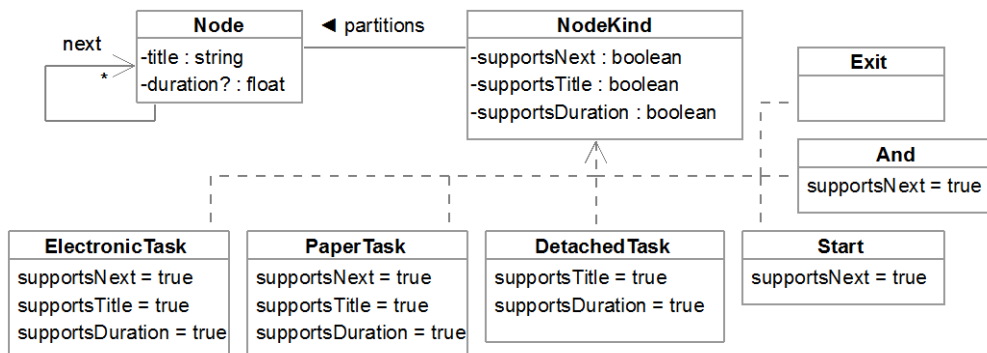 Node
-title : string
-duration? : float
next
*
◄ partitions
NodeKind
-supportsNext : boolean
-supportsTitle : boolean
-supportsDuration : boolean
Exit
And
supportsNext = true
ElectronicTask
supportsNext = true
supportsTitle = true
supportsDuration = true
PaperTask
supportsNext = true
supportsTitle = true
supportsDuration = true
DetachedTask
supportsTitle = true
supportsDuration = true
Start
supportsNext = true